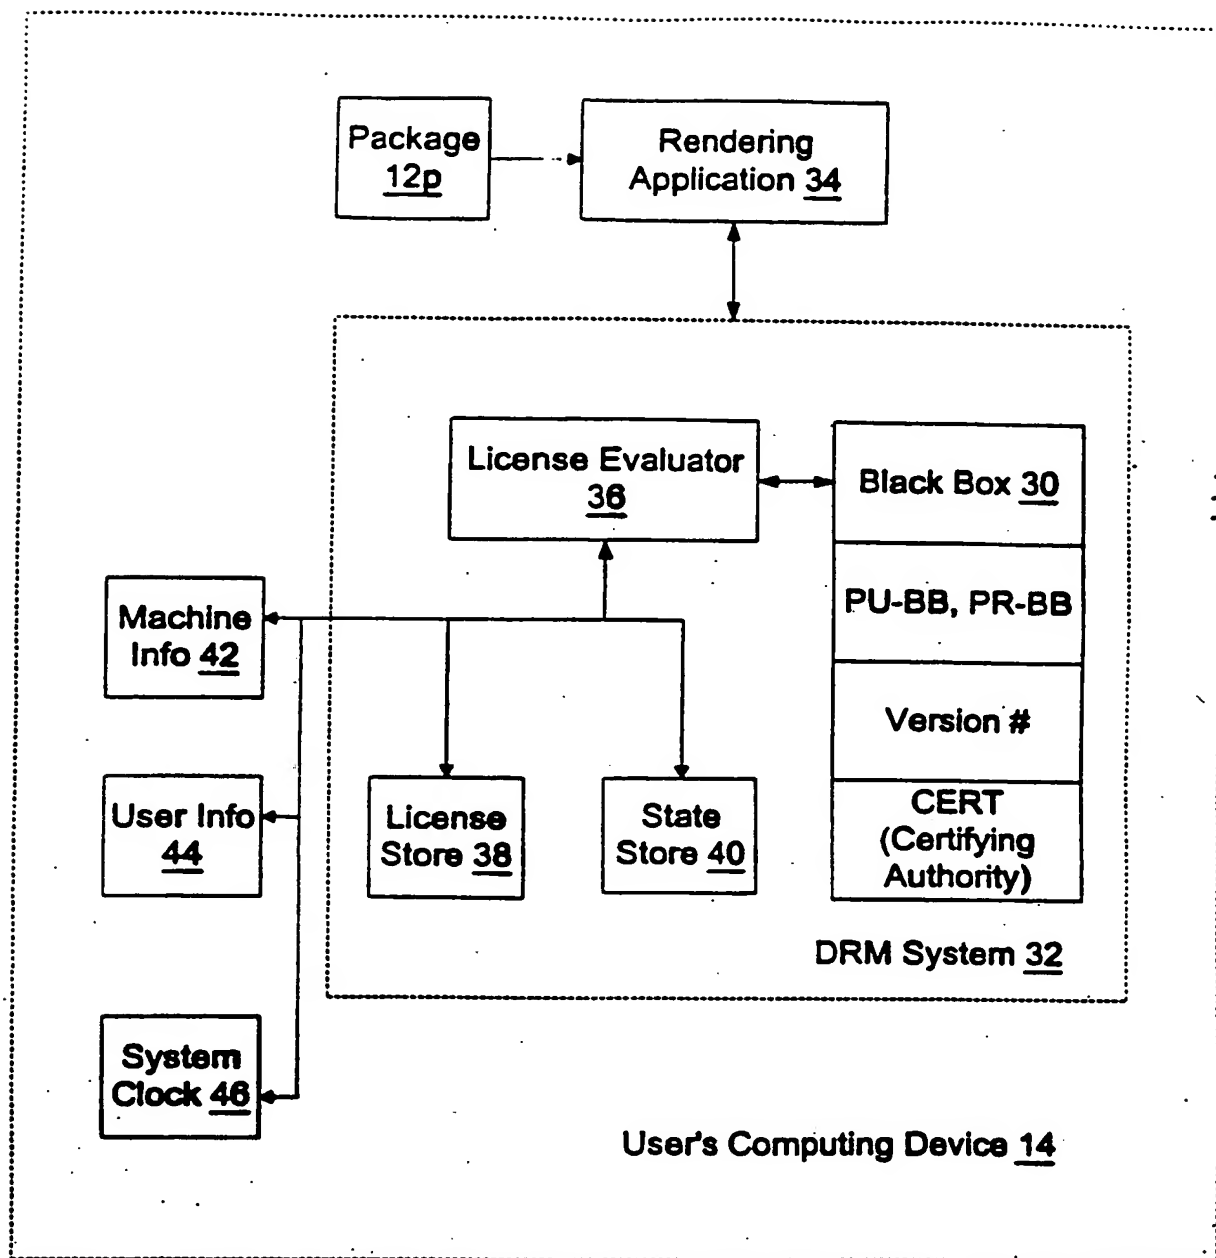 Package
12p
Rendering
Application 34
License Evaluator
36
Black Box 30
PU-BB, PR-BB
Version #
CERT
(Certifying
Authority)
Machine
Info 42
User Info
44
System
Clock 46
License
Store 38
State
Store 40
DRM System 32
User's Computing Device 14